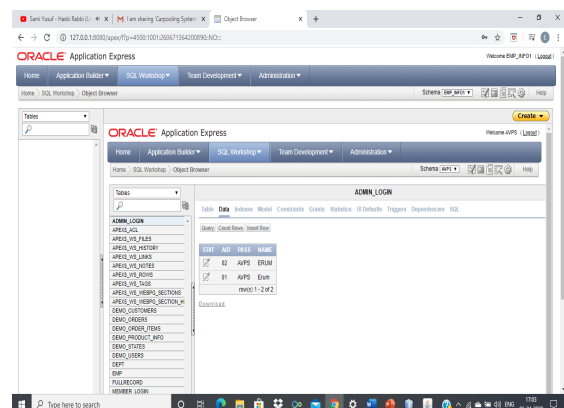 Sami Yusuf - Hasbi Rabbi (Li
M I am sharing 'Carpooling System
Object Browser
127.0.0.1:8080/apex/f?p=4500:1001:260671364200890::NO:::
ORACLE Application Express
Welcome EMP_INFO1 (Logout)
Home Application Builder SQL Workshop Team Development Administration
Home > SQL Workshop > Object Browser
Schema EMP_INFO1
Help
Tables
Create
ORACLE Application Express
Welcome AVPS (Logout)
Home Application Builder SQL Workshop Team Development Administration
Home > SQL Workshop > Object Browser
Schema AVPS
Help
Tables
ADMIN_LOGIN
Table Data Indexes Model Constraints Grants Statistics UI Defaults Triggers Dependencies SQL
Query Count Rows Insert Row
EDIT AID PASS NAME
02 AVPS ERUM
01 AVPS Erum
row(s) 1 - 2 of 2
Download
ADMIN_LOGIN
APEX$_ACL
APEX$_WS_FILES
APEX$_WS_HISTORY
APEX$_WS_LINKS
APEX$_WS_NOTES
APEX$_WS_ROWS
APEX$_WS_TAGS
APEX$_WS_WEBPG_SECTIONS
APEX$_WS_WEBPG_SECTION_H
DEMO_CUSTOMERS
DEMO_ORDERS
DEMO_ORDER_ITEMS
DEMO_PRODUCT_INFO
DEMO_STATES
DEMO_USERS
DEPT
EMP
FULLRECORD
MEMBER_LOGIN
Type here to search
ENG
17:03